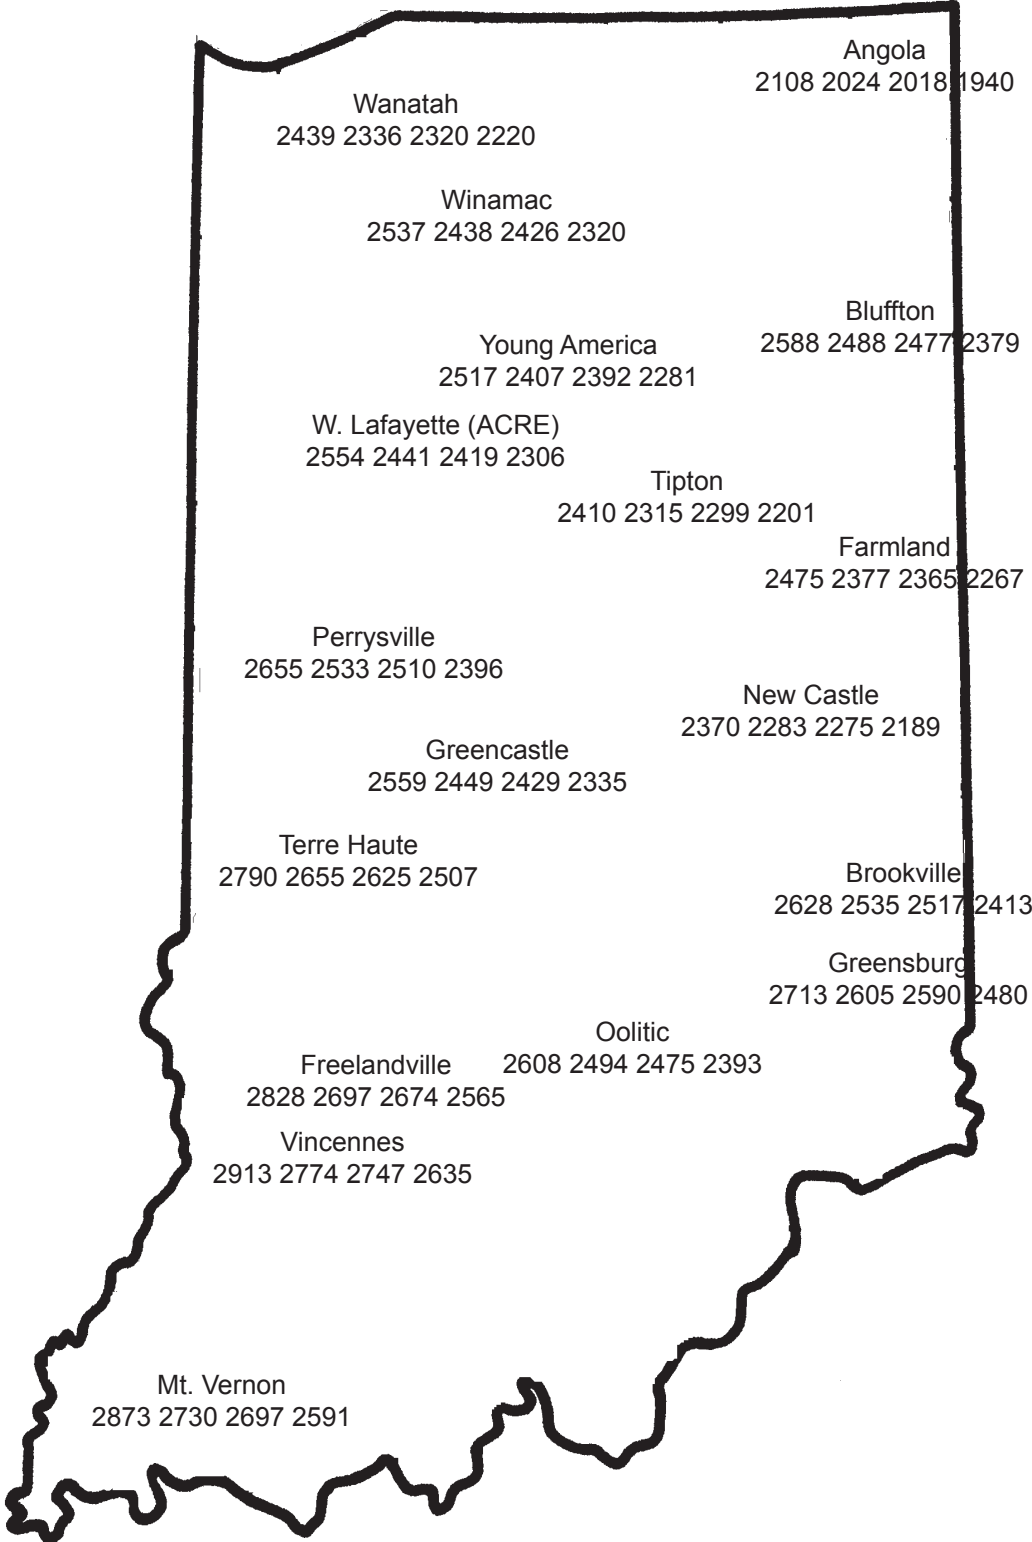 Angola
2108 2024 2018 1940
Wanatah
2439 2336 2320 2220
Winamac
2537 2438 2426 2320
Bluffton
2588 2488 2477 2379
Young America
2517 2407 2392 2281
W. Lafayette (ACRE)
2554 2441 2419 2306
Tipton
2410 2315 2299 2201
Farmland
2475 2377 2365 2267
Perrysville
2655 2533 2510 2396
New Castle
2370 2283 2275 2189
Greencastle
2559 2449 2429 2335
Terre Haute
2790 2655 2625 2507
Brookville
2628 2535 2517 2413
Greensburg
2713 2605 2590 2480
Oolitic
2608 2494 2475 2393
Freelandville
2828 2697 2674 2565
Vincennes
2913 2774 2747 2635
Mt. Vernon
2873 2730 2697 2591